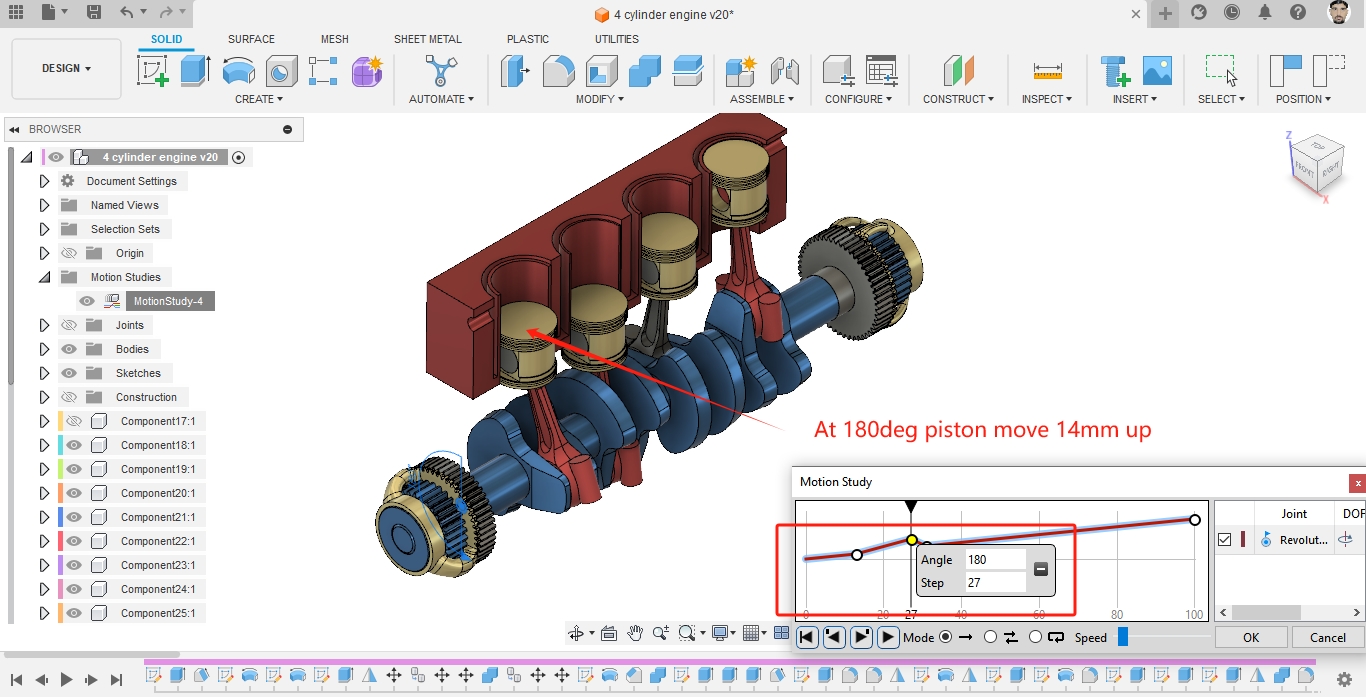 4 cylinder engine v20*
SOLID SURFACE MESH SHEET METAL PLASTIC UTILITIES
DESIGN
CREATE AUTOMATE MODIFY ASSEMBLE CONFIGURE CONSTRUCT INSPECT INSERT SELECT POSITION
BROWSER
4 cylinder engine v20
Document Settings
Named Views
Selection Sets
Origin
Motion Studies
MotionStudy-4
Joints
Bodies
Sketches
Construction
Component17:1
Component18:1
Component19:1
Component20:1
Component21:1
Component22:1
Component23:1
Component24:1
Component25:1
Z
TOP
FRONT
RIGHT
X
At 180deg piston move 14mm up
Motion Study
x
Joint DOF
Revolut...
Angle 180
Step 27
0 20 27 40 80 100
Mode Speed
OK Cancel